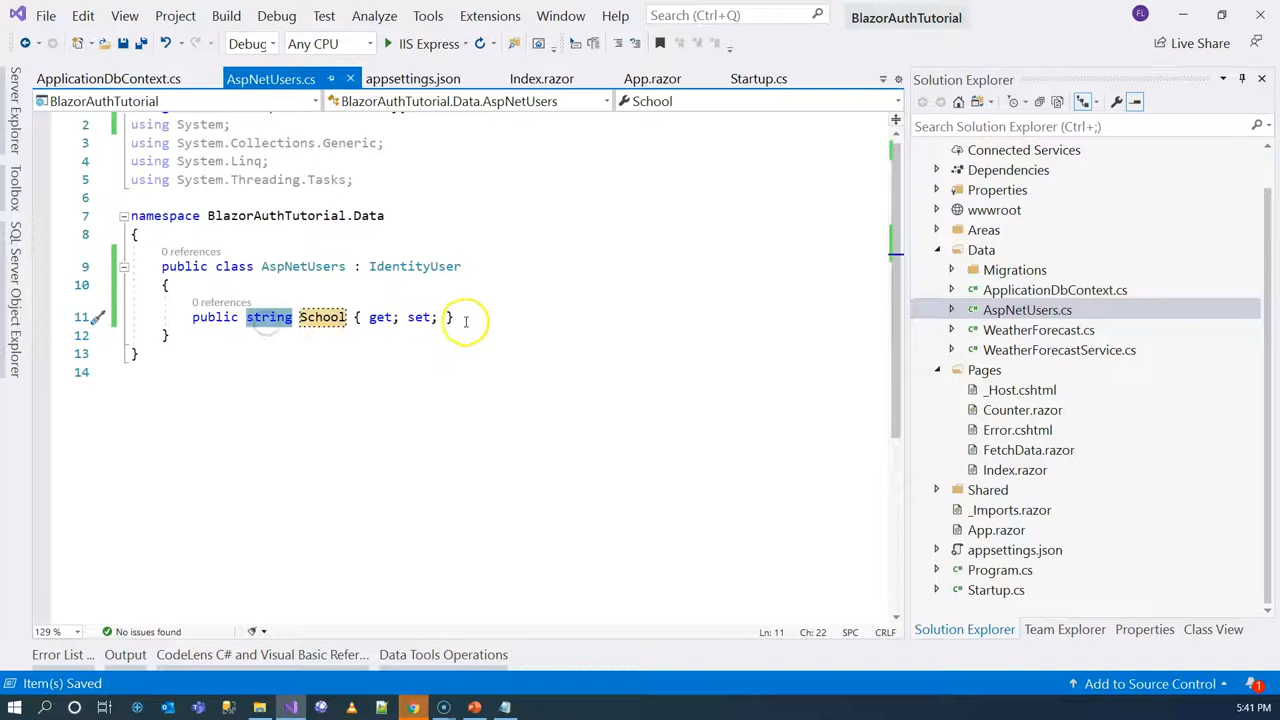 File Edit View Project Build Debug Test Analyze Tools Extensions Window Help Search (Ctrl+Q) BlazorAuthTutorial FL
Debug Any CPU IIS Express Live Share
ApplicationDbContext.cs AspNetUsers.cs appsettings.json Index.razor App.razor Startup.cs
BlazorAuthTutorial BlazorAuthTutorial.Data.AspNetUsers School
Server Explorer
Toolbox
SQL Server Object Explorer
2 using System;
3 using System.Collections.Generic;
4 using System.Linq;
5 using System.Threading.Tasks;
6
7 namespace BlazorAuthTutorial.Data
8 {
0 references
9 public class AspNetUsers : IdentityUser
10 {
0 references
11 public string School { get; set; }
12 }
13 }
14
129 % No issues found Ln: 11 Ch: 22 SPC CRLF
Error List ... Output CodeLens C# and Visual Basic Refer... Data Tools Operations
Solution Explorer
Search Solution Explorer (Ctrl+;)
Connected Services
Dependencies
Properties
wwwroot
Areas
Data
Migrations
ApplicationDbContext.cs
AspNetUsers.cs
WeatherForecast.cs
WeatherForecastService.cs
Pages
_Host.cshtml
Counter.razor
Error.cshtml
FetchData.razor
Index.razor
Shared
_Imports.razor
App.razor
appsettings.json
Program.cs
Startup.cs
Solution Explorer Team Explorer Properties Class View
Item(s) Saved Add to Source Control 1
5:41 PM